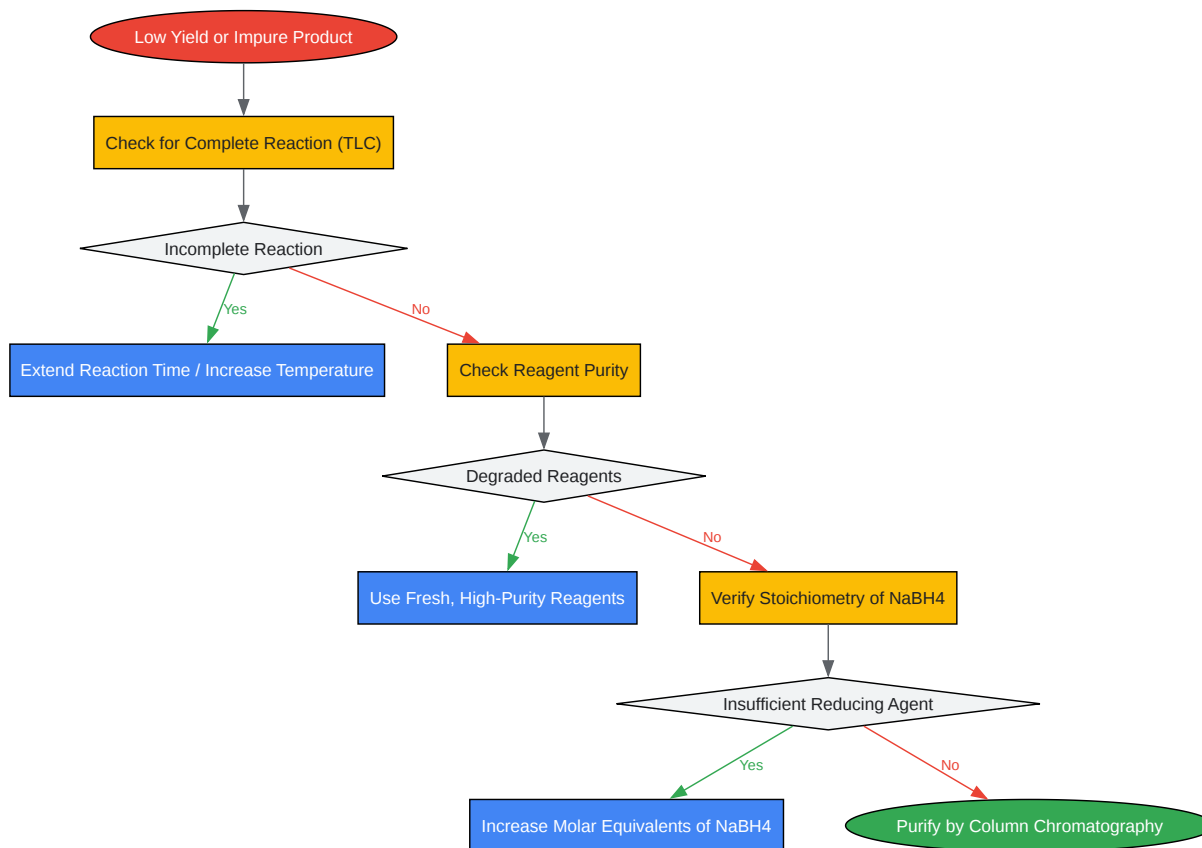 Low Yield or Impure Product
Check for Complete Reaction (TLC)
Incomplete Reaction
Yes
No
Extend Reaction Time / Increase Temperature
Check Reagent Purity
Degraded Reagents
Yes
No
Use Fresh, High-Purity Reagents
Verify Stoichiometry of NaBH4
Insufficient Reducing Agent
Yes
No
Increase Molar Equivalents of NaBH4
Purify by Column Chromatography